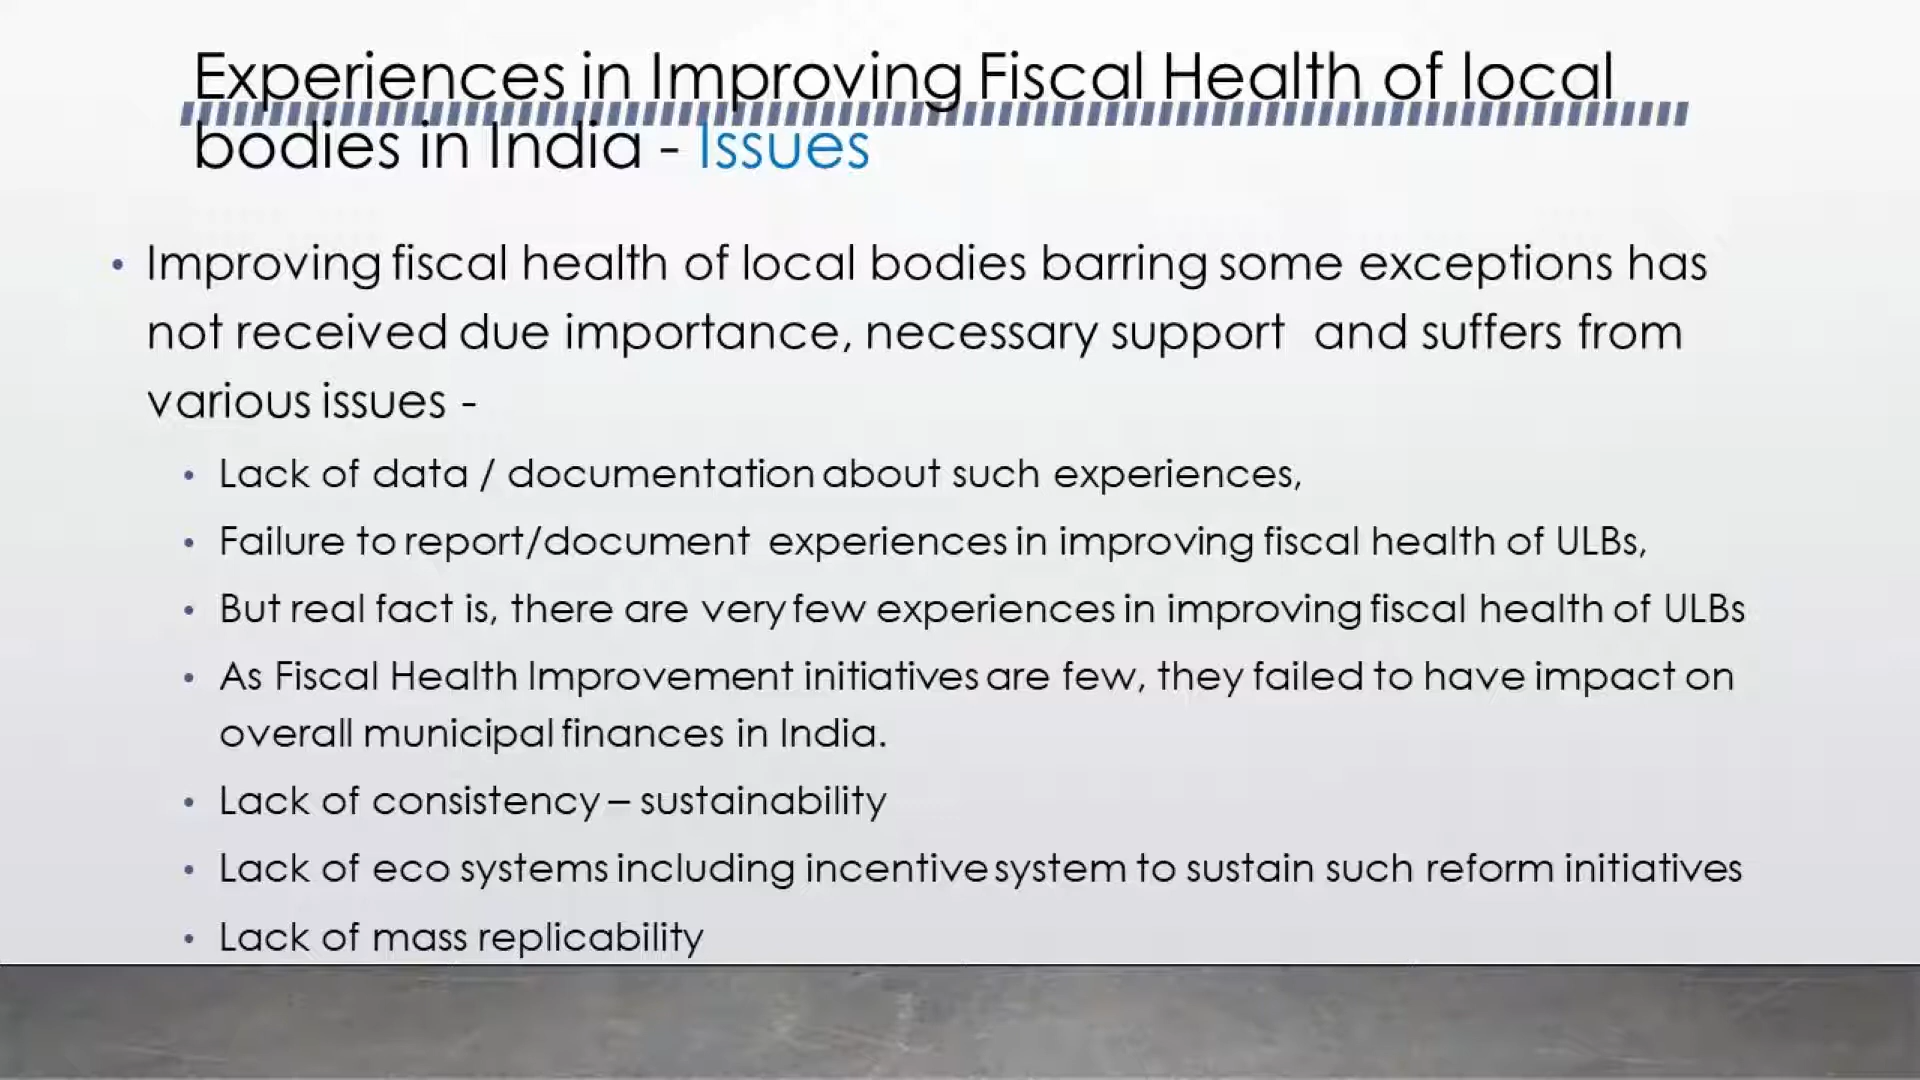 Experiences in Improving Fiscal Health of local
bodies in India - Issues
• Improving fiscal health of local bodies barring some exceptions has
not received due importance, necessary support and suffers from
various issues -
• Lack of data / documentation about such experiences,
• Failure to report/document experiences in improving fiscal health of ULBs,
• But real fact is, there are very few experiences in improving fiscal health of ULBs
• As Fiscal Health Improvement initiatives are few, they failed to have impact on
overall municipal finances in India.
• Lack of consistency – sustainability
• Lack of eco systems including incentive system to sustain such reform initiatives
• Lack of mass replicability